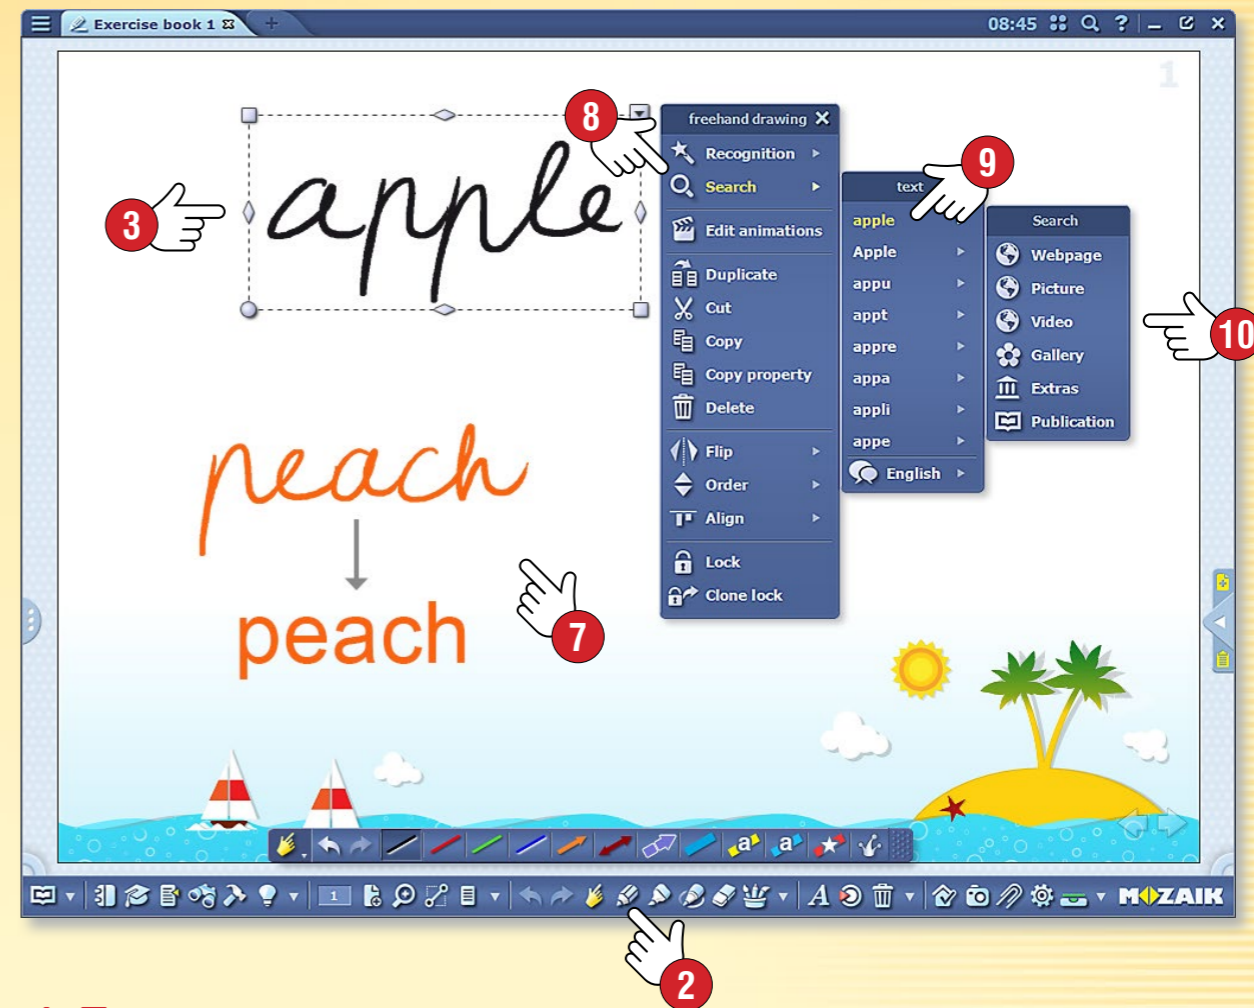 Exercise book 1
08:45
1
apple
8
freehand drawing
Recognition
Search
Edit animations
Duplicate
Cut
Copy
Copy property
Delete
Flip
Order
Align
Lock
Clone lock
9
text
apple
Apple
appu
appt
appre
appa
appli
appe
English
Search
Webpage
Picture
Video
Gallery
Extras
Publication
10
3
peach
peach
7
a a
1
A
MOZAIK
2